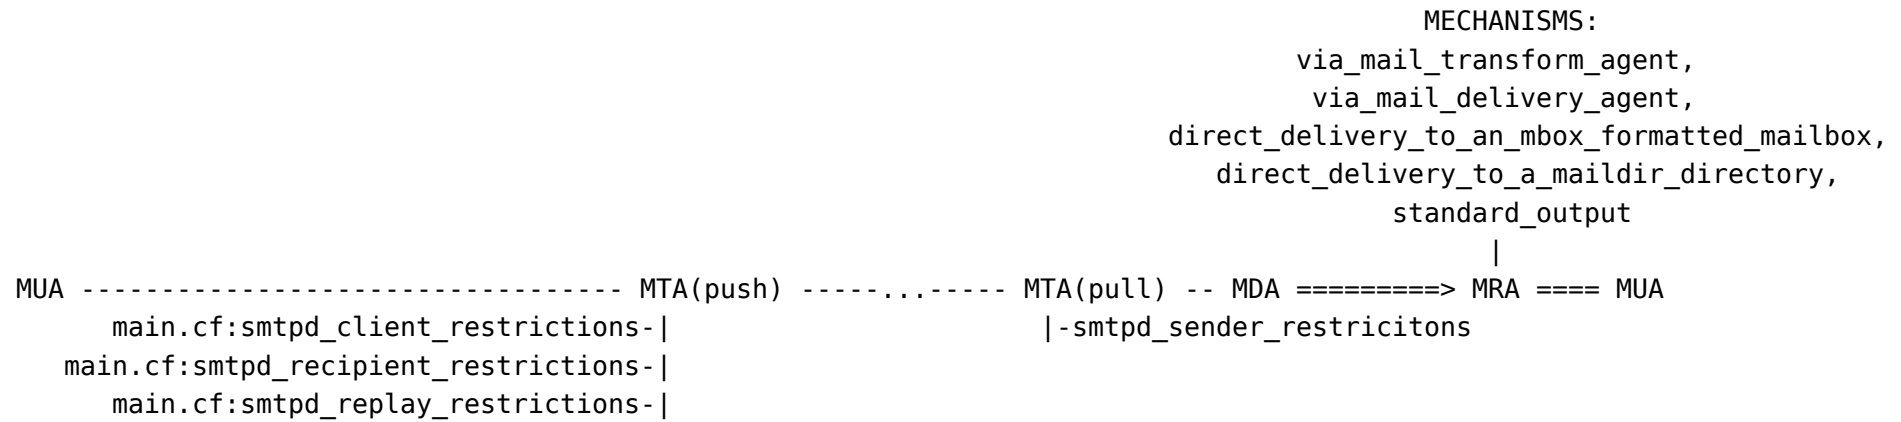 MECHANISMS:
via_mail_transform_agent,
via_mail_delivery_agent,
direct_delivery_to_an_mbox_formatted_mailbox,
direct_delivery_to_a_maildir_directory,
standard_output
|
MUA ---------------------------------- MTA(push) -----...----- MTA(pull) -- MDA =========> MRA ==== MUA
main.cf:smtpd_client_restrictions-| |-smtpd_sender_restricitons
main.cf:smtpd_recipient_restrictions-|
main.cf:smtpd_replay_restrictions-|